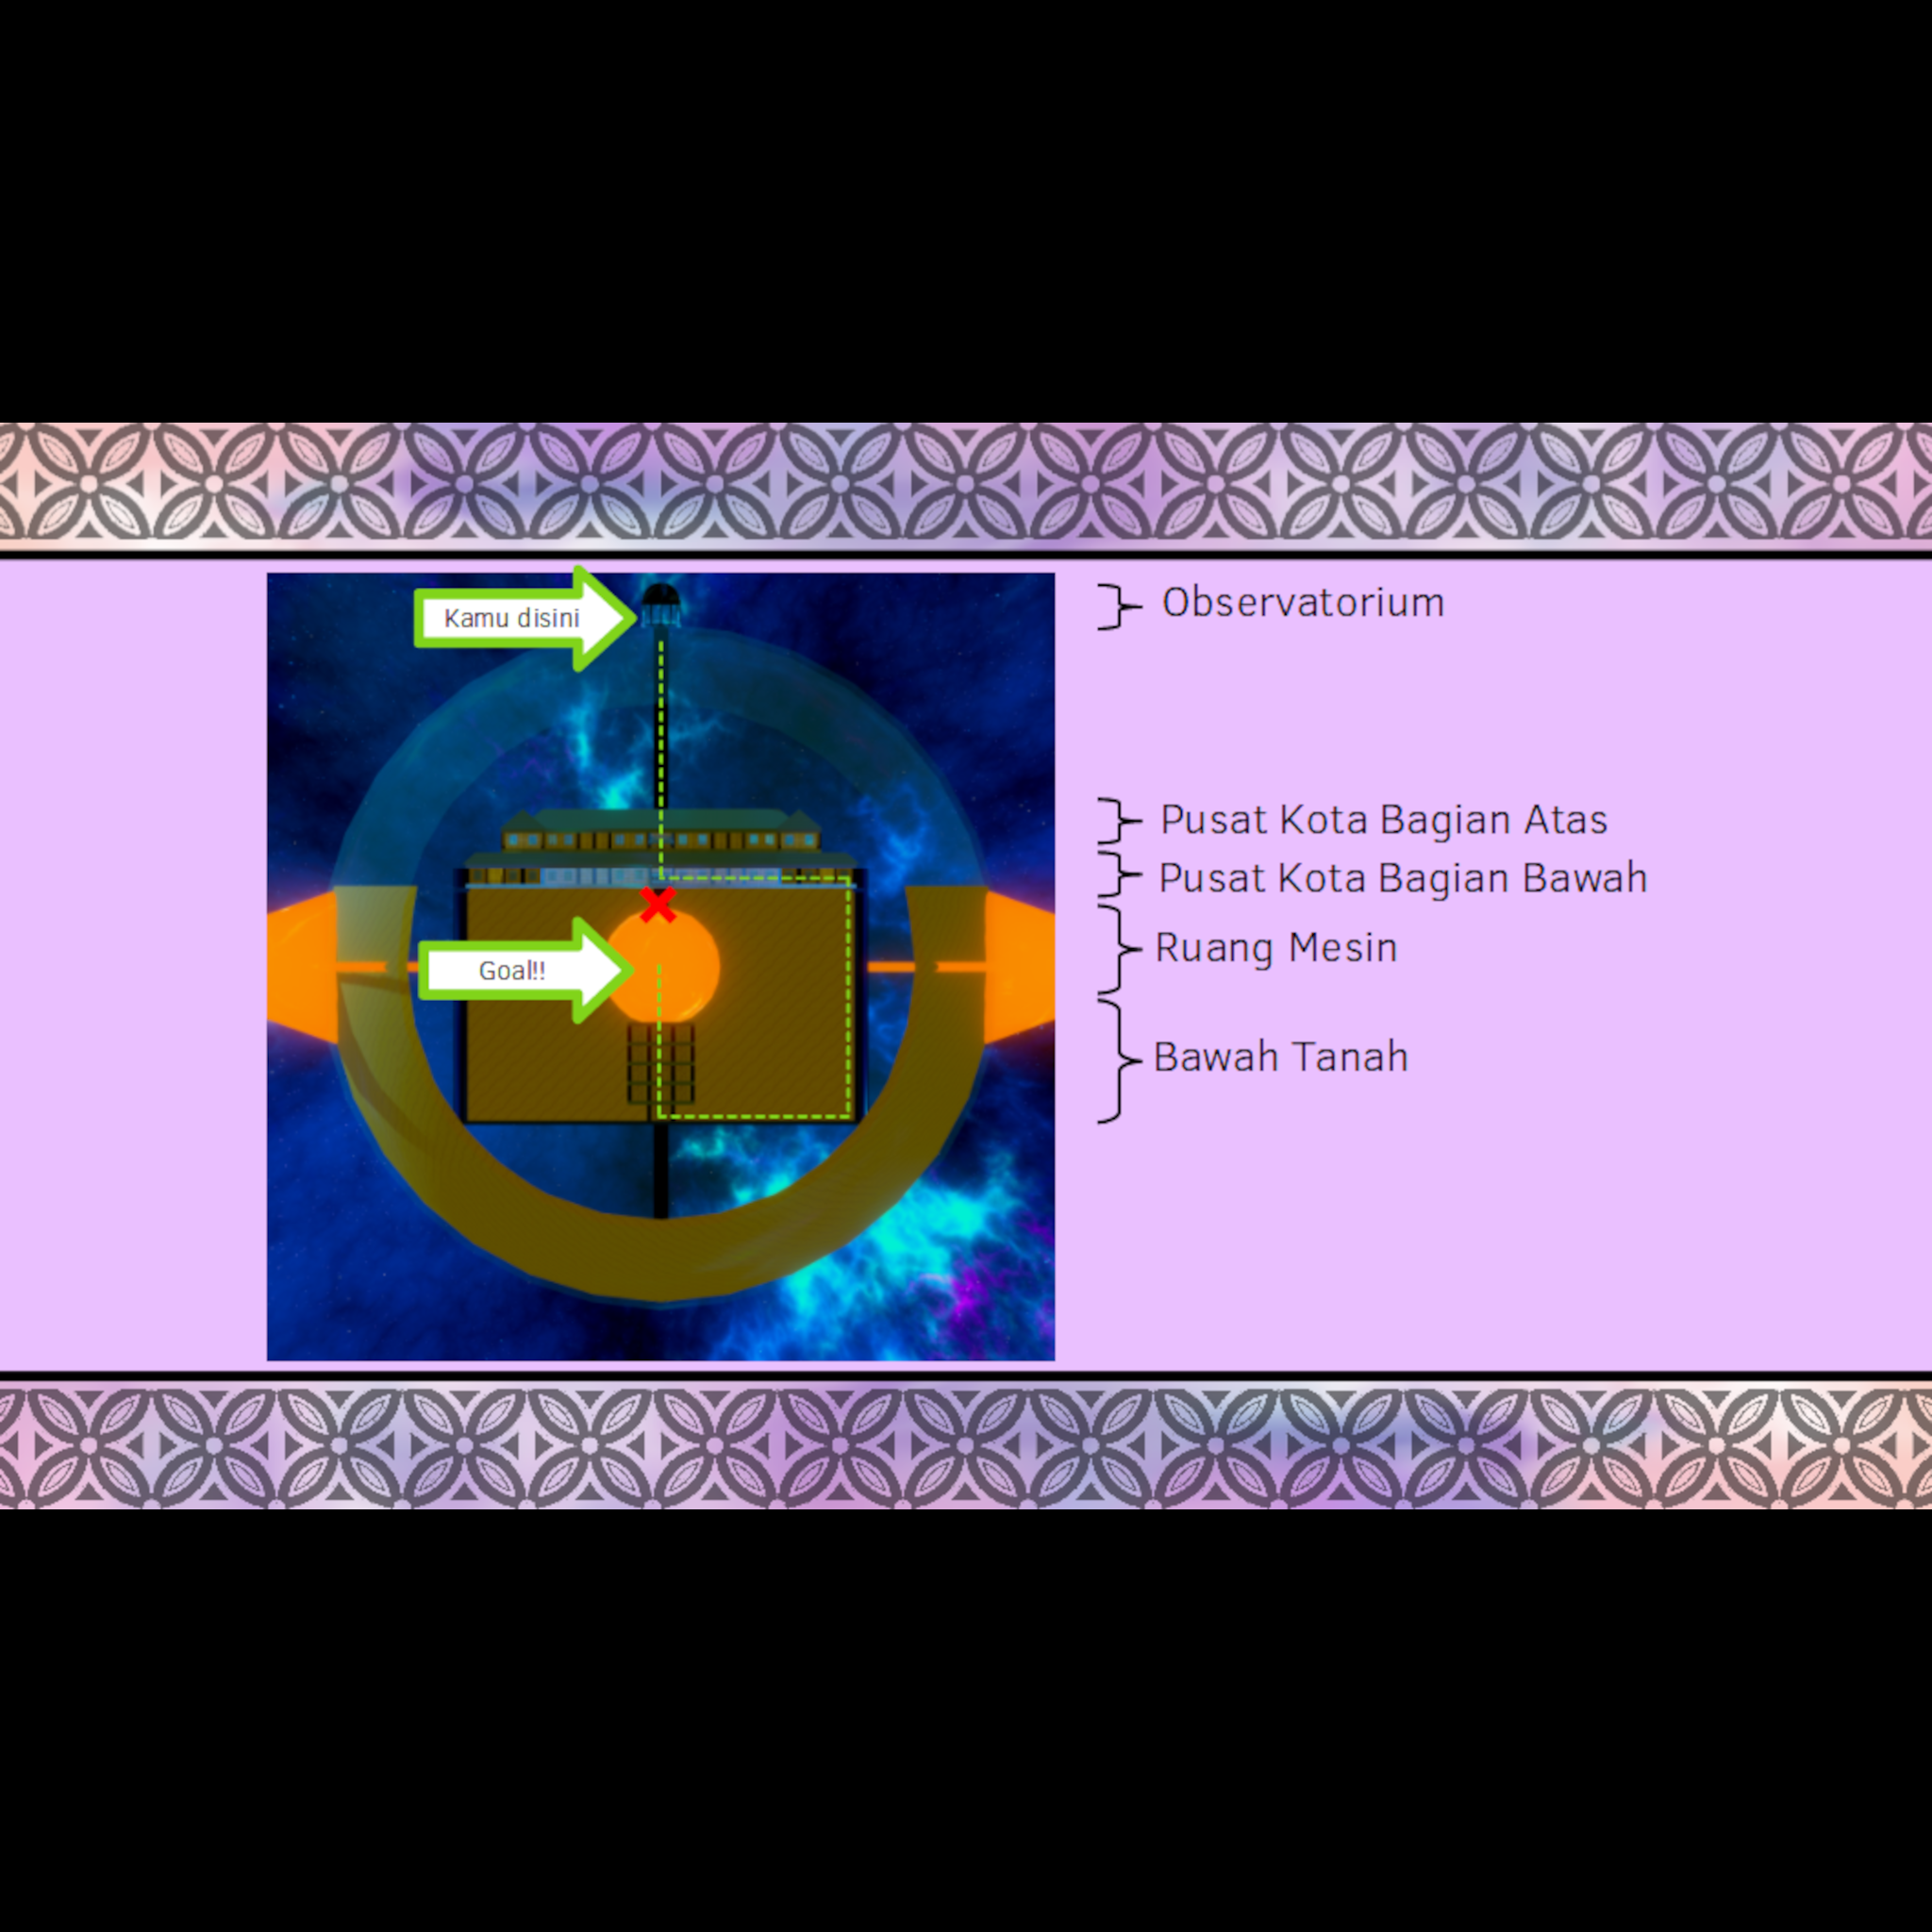 Kamu disini
Observatorium
Pusat Kota Bagian Atas
Pusat Kota Bagian Bawah
Ruang Mesin
Goal!!
Bawah Tanah